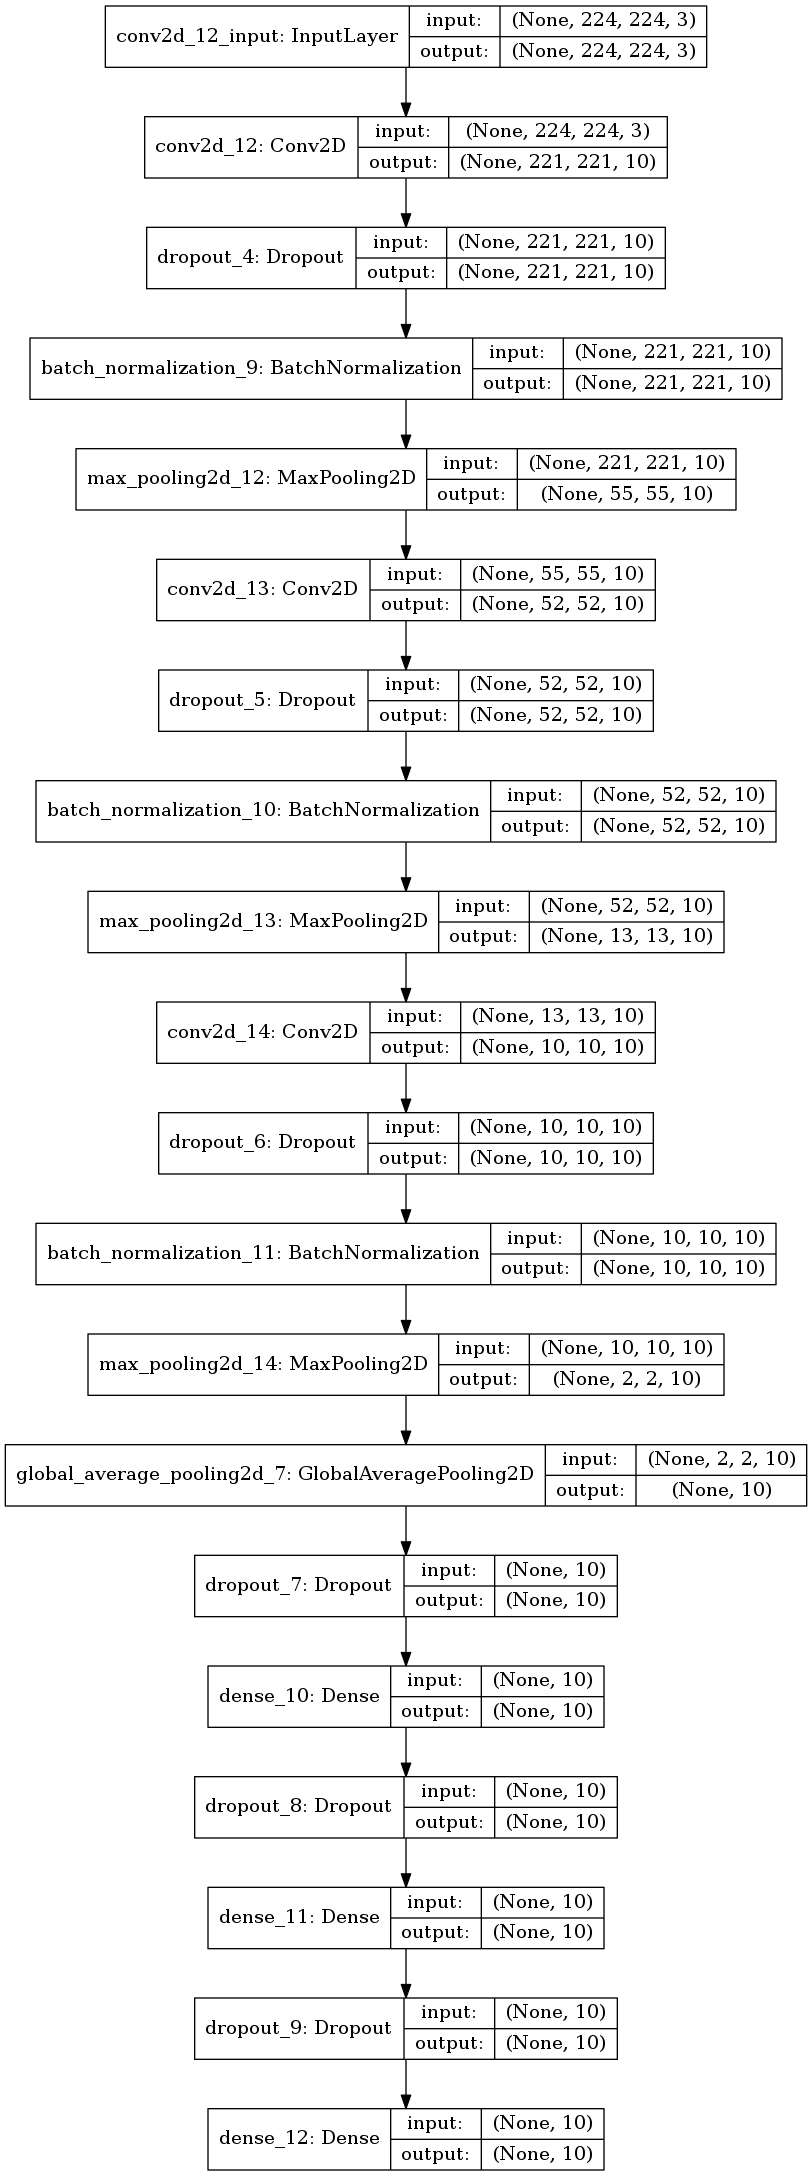 conv2d_12_input: InputLayer
input: (None, 224, 224, 3)
output: (None, 224, 224, 3)
conv2d_12: Conv2D
input: (None, 224, 224, 3)
output: (None, 221, 221, 10)
dropout_4: Dropout
input: (None, 221, 221, 10)
output: (None, 221, 221, 10)
batch_normalization_9: BatchNormalization
input: (None, 221, 221, 10)
output: (None, 221, 221, 10)
max_pooling2d_12: MaxPooling2D
input: (None, 221, 221, 10)
output: (None, 55, 55, 10)
conv2d_13: Conv2D
input: (None, 55, 55, 10)
output: (None, 52, 52, 10)
dropout_5: Dropout
input: (None, 52, 52, 10)
output: (None, 52, 52, 10)
batch_normalization_10: BatchNormalization
input: (None, 52, 52, 10)
output: (None, 52, 52, 10)
max_pooling2d_13: MaxPooling2D
input: (None, 52, 52, 10)
output: (None, 13, 13, 10)
conv2d_14: Conv2D
input: (None, 13, 13, 10)
output: (None, 10, 10, 10)
dropout_6: Dropout
input: (None, 10, 10, 10)
output: (None, 10, 10, 10)
batch_normalization_11: BatchNormalization
input: (None, 10, 10, 10)
output: (None, 10, 10, 10)
max_pooling2d_14: MaxPooling2D
input: (None, 10, 10, 10)
output: (None, 2, 2, 10)
global_average_pooling2d_7: GlobalAveragePooling2D
input: (None, 2, 2, 10)
output: (None, 10)
dropout_7: Dropout
input: (None, 10)
output: (None, 10)
dense_10: Dense
input: (None, 10)
output: (None, 10)
dropout_8: Dropout
input: (None, 10)
output: (None, 10)
dense_11: Dense
input: (None, 10)
output: (None, 10)
dropout_9: Dropout
input: (None, 10)
output: (None, 10)
dense_12: Dense
input: (None, 10)
output: (None, 10)